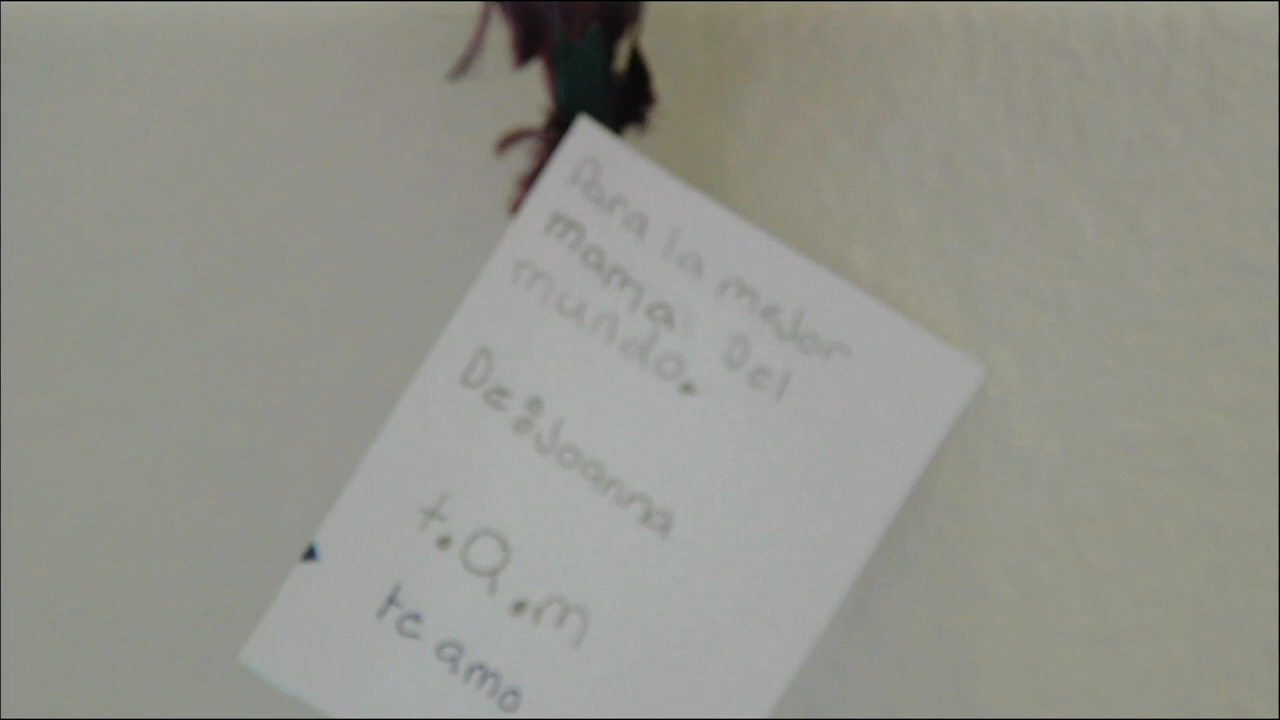 Para la mejor
mama Del
mundo.
De:Joanna
t.a.m
te amo